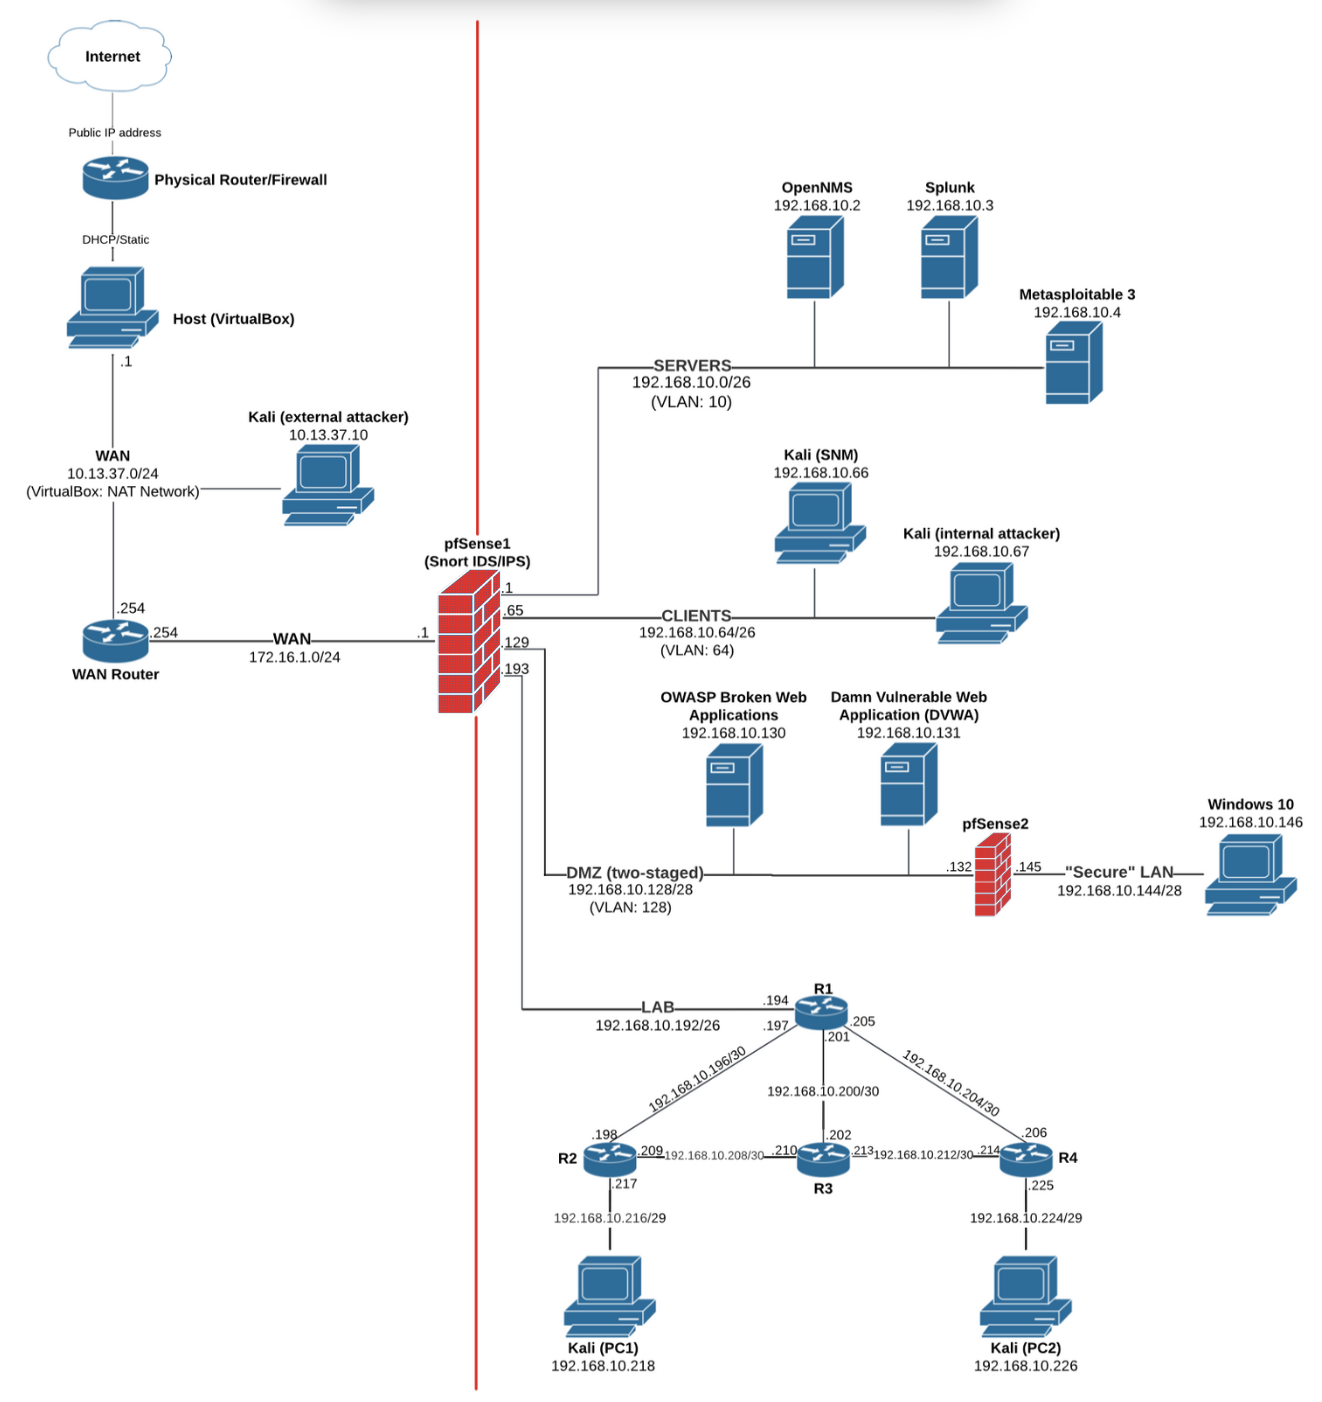 Internet
Public IP address
Physical Router/Firewall
DHCP/Static
Host (VirtualBox)
.1
Kali (external attacker)
10.13.37.10
WAN
10.13.37.0/24
(VirtualBox: NAT Network)
.254
.254
WAN Router
WAN
172.16.1.0/24
.1
pfSense1
(Snort IDS/IPS)
.1
.65
.129
.193
OpenNMS
192.168.10.2
Splunk
192.168.10.3
Metasploitable 3
192.168.10.4
SERVERS
192.168.10.0/26
(VLAN: 10)
Kali (SNM)
192.168.10.66
Kali (internal attacker)
192.168.10.67
CLIENTS
192.168.10.64/26
(VLAN: 64)
OWASP Broken Web
Applications
192.168.10.130
Damn Vulnerable Web
Application (DVWA)
192.168.10.131
pfSense2
Windows 10
192.168.10.146
DMZ (two-staged)
192.168.10.128/28
(VLAN: 128)
.132
.145
"Secure" LAN
192.168.10.144/28
R1
LAB
192.168.10.192/26
.194
.197
.201
.205
192.168.10.196/30
192.168.10.200/30
192.168.10.204/30
.198
.202
.206
R2
.209
192.168.10.208/30
.210
.213
192.168.10.212/30
.214
R4
R3
.217
.225
192.168.10.216/29
192.168.10.224/29
Kali (PC1)
192.168.10.218
Kali (PC2)
192.168.10.226